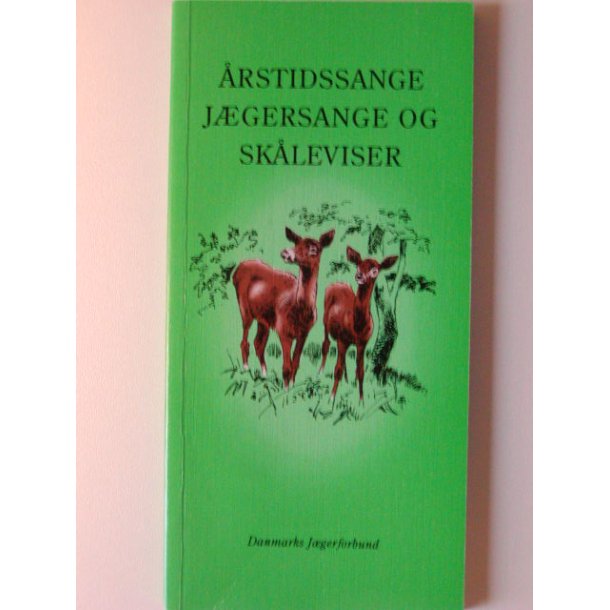 ÅRSTIDSSANGE
JÆGERSANGE OG
SKÅLEVISER
Danmarks Jægerforbund